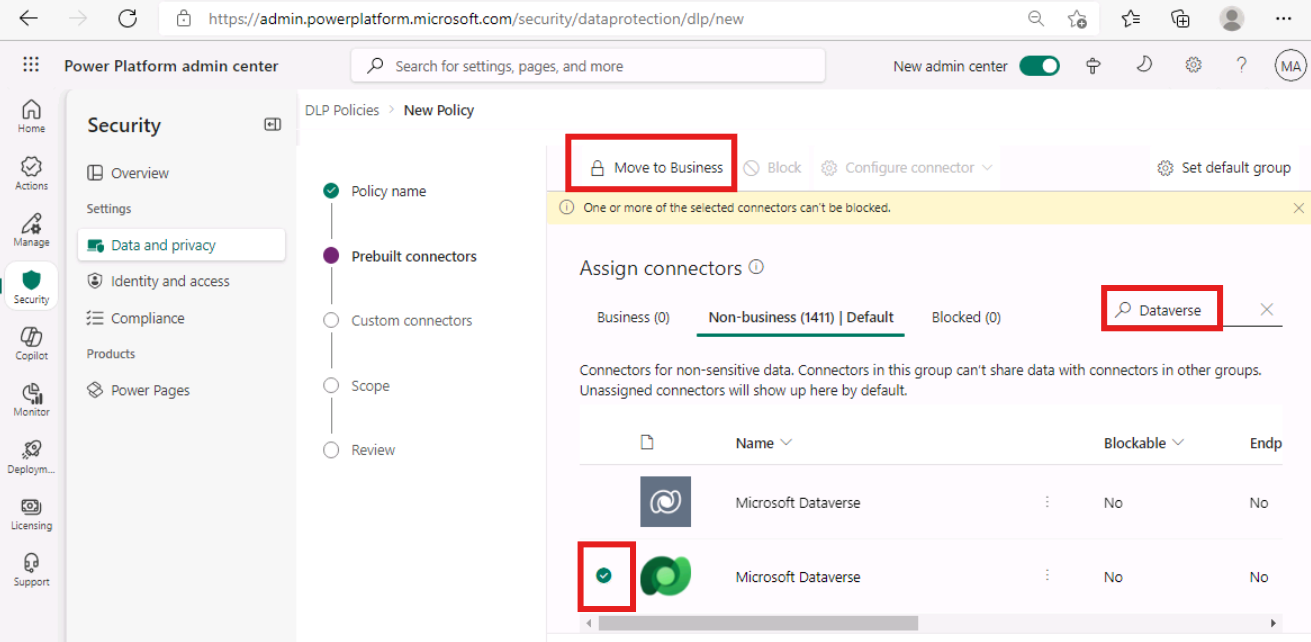 https://admin.powerplatform.microsoft.com/security/dataprotection/dlp/new
Power Platform admin center
Search for settings, pages, and more
New admin center
MA
Home
Actions
Manage
Security
Copilot
Monitor
Deploym...
Licensing
Support
Security
Overview
Settings
Data and privacy
Identity and access
Compliance
Products
Power Pages
DLP Policies > New Policy
Policy name
Prebuilt connectors
Custom connectors
Scope
Review
Move to Business
Block
Configure connector
Set default group
One or more of the selected connectors can't be blocked.
Assign connectors
Business (0)
Non-business (1411) | Default
Blocked (0)
Dataverse
Connectors for non-sensitive data. Connectors in this group can't share data with connectors in other groups.
Unassigned connectors will show up here by default.
Name
Blockable
Endp
Microsoft Dataverse
No
No
Microsoft Dataverse
No
No